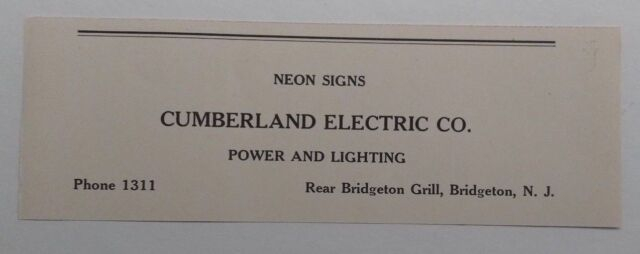 NEON SIGNS
CUMBERLAND ELECTRIC CO.
POWER AND LIGHTING
Phone 1311 Rear Bridgeton Grill, Bridgeton, N. J.